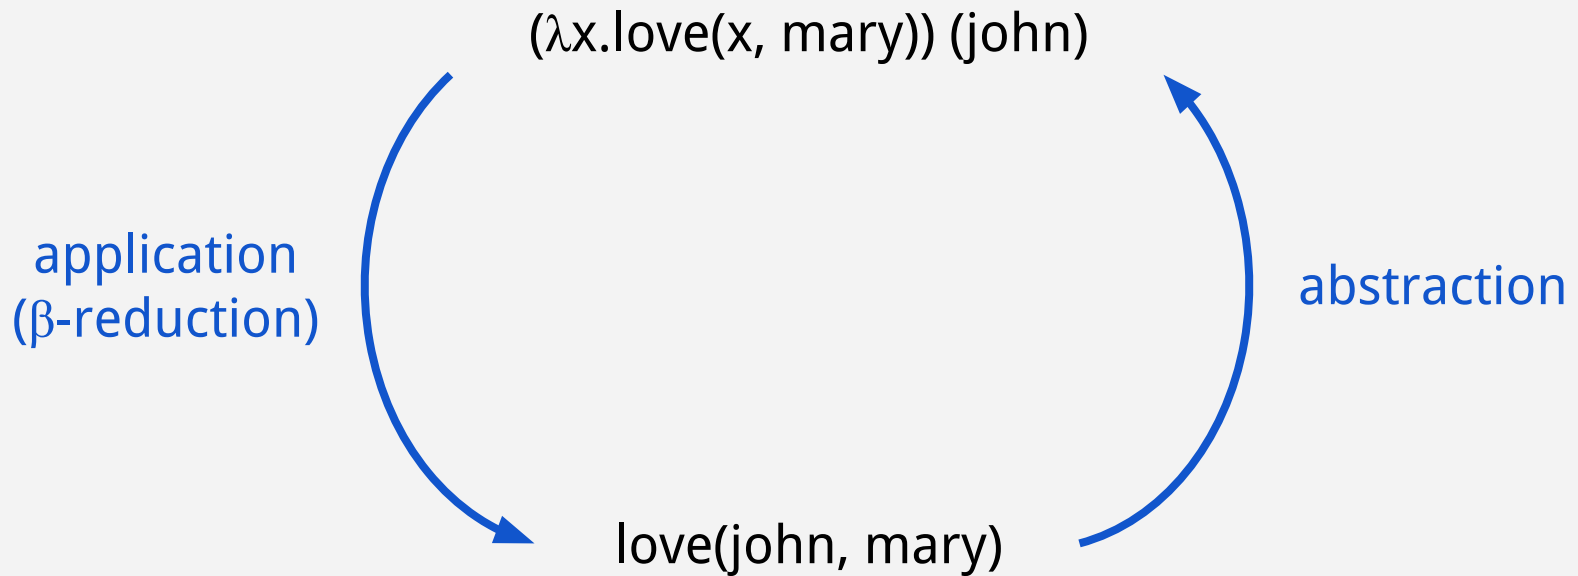 (λx.love(x, mary)) (john)
application
(β-reduction)
abstraction
love(john, mary)